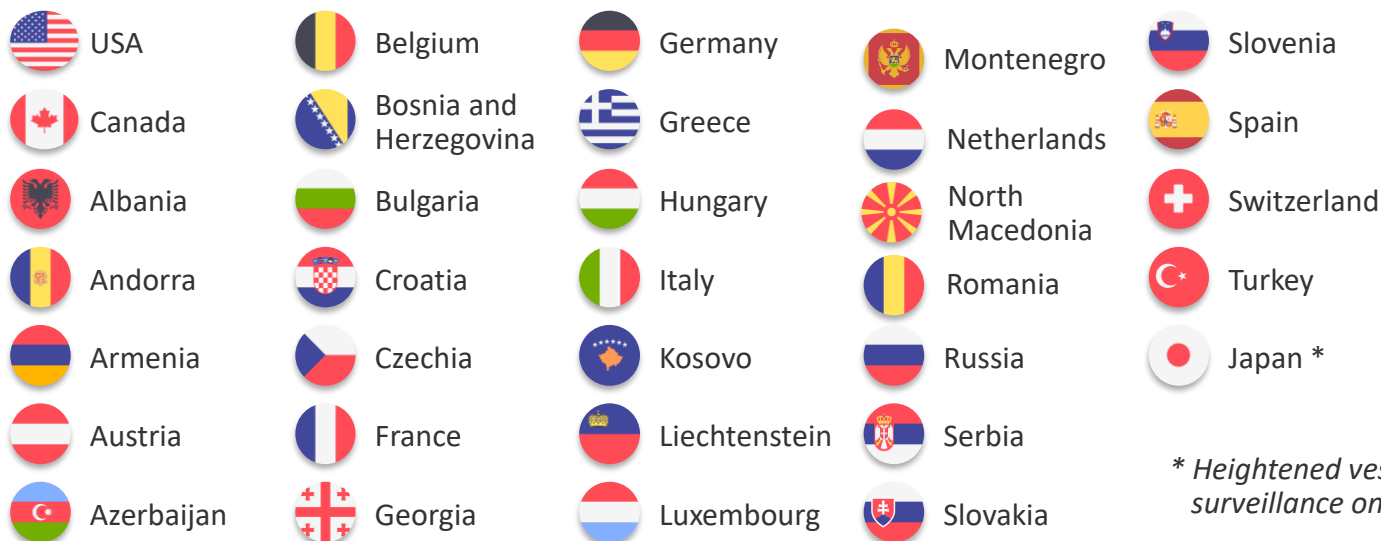 USA
Canada
Albania
Andorra
Armenia
Austria
Azerbaijan
Belgium
Bosnia and
Herzegovina
Bulgaria
Croatia
Czechia
France
Georgia
Germany
Greece
Hungary
Italy
Kosovo
Liechtenstein
Luxembourg
Montenegro
Netherlands
North
Macedonia
Romania
Russia
Serbia
Slovakia
Slovenia
Spain
Switzerland
Turkey
Japan *
* Heightened
surveillance